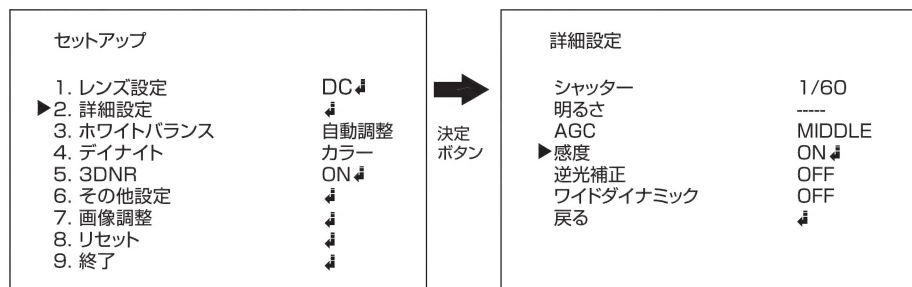 セットアップ
1. レンズ設定 DC↲
▶2. 詳細設定 ↲
3. ホワイトバランス 自動調整
4. デイナイト カラー
5. 3DNR ON↲
6. その他設定 ↲
7. 画像調整 ↲
8. リセット ↲
9. 終了 ↲
決定
ボタン
詳細設定
シャッター 1/60
明るさ -----
AGC MIDDLE
▶感度 ON↲
逆光補正 OFF
ワイドダイナミック OFF
戻る ↲